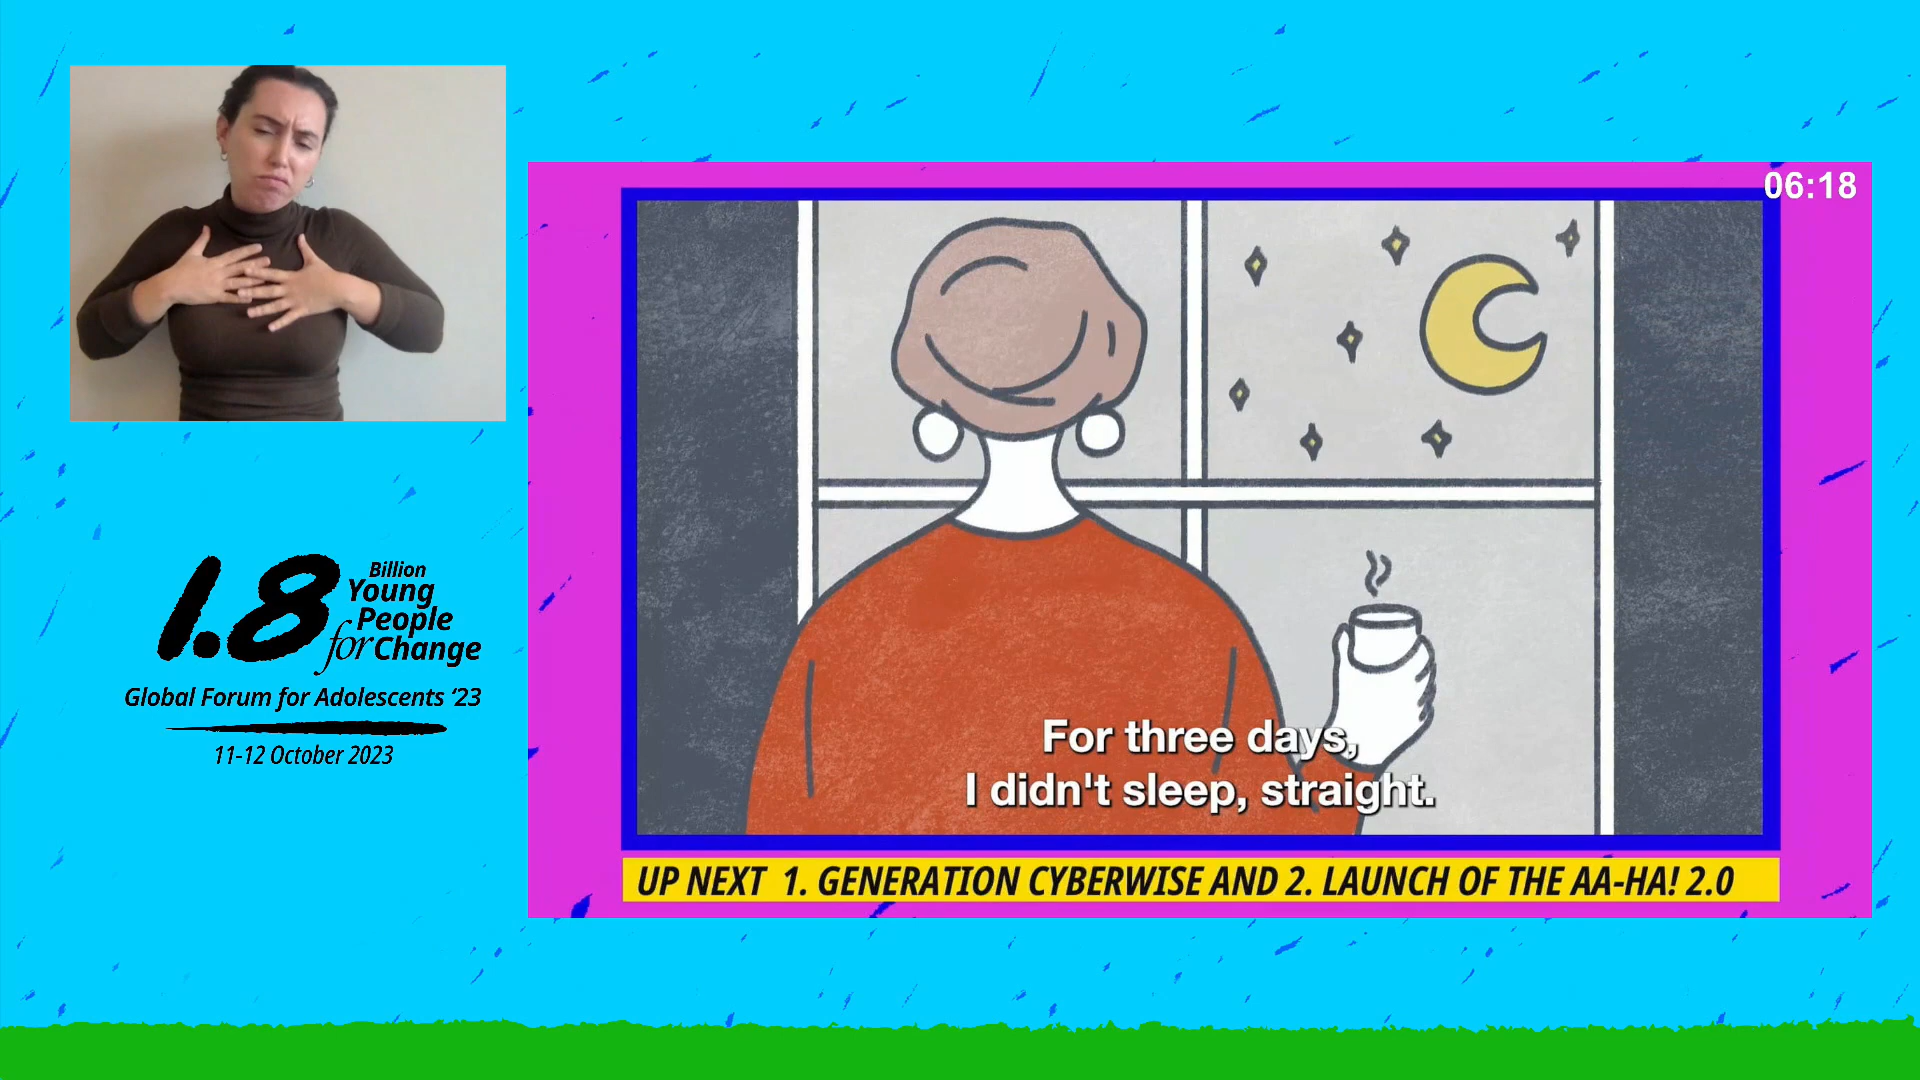 06:18
1.8 Billion
Young
People
for Change
Global Forum for Adolescents ‘23
11-12 October 2023
For three days,
I didn't sleep, straight.
UP NEXT 1. GENERATION CYBERWISE AND 2. LAUNCH OF THE AA-HA! 2.0